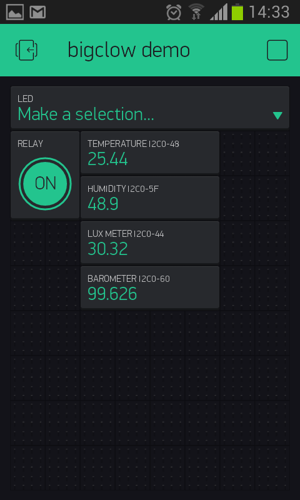 14:33
bigclow demo
LED
Make a selection...
RELAY
ON
TEMPERATURE I2C0-48
25.44
HUMIDITY I2C0-5F
48.9
LUX METER I2C0-44
30.32
BAROMETER I2C0-60
99.626